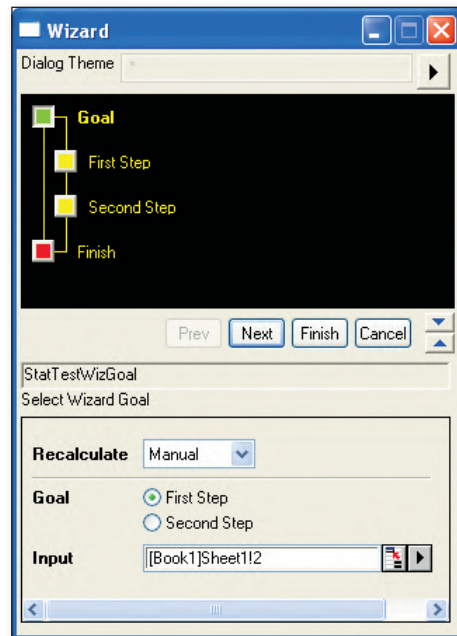 Wizard
Dialog Theme *
Goal
First Step
Second Step
Finish
Prev Next Finish Cancel
StatTestWizGoal
Select Wizard Goal
Recalculate Manual
Goal First Step
Second Step
Input [Book1]Sheet1!2